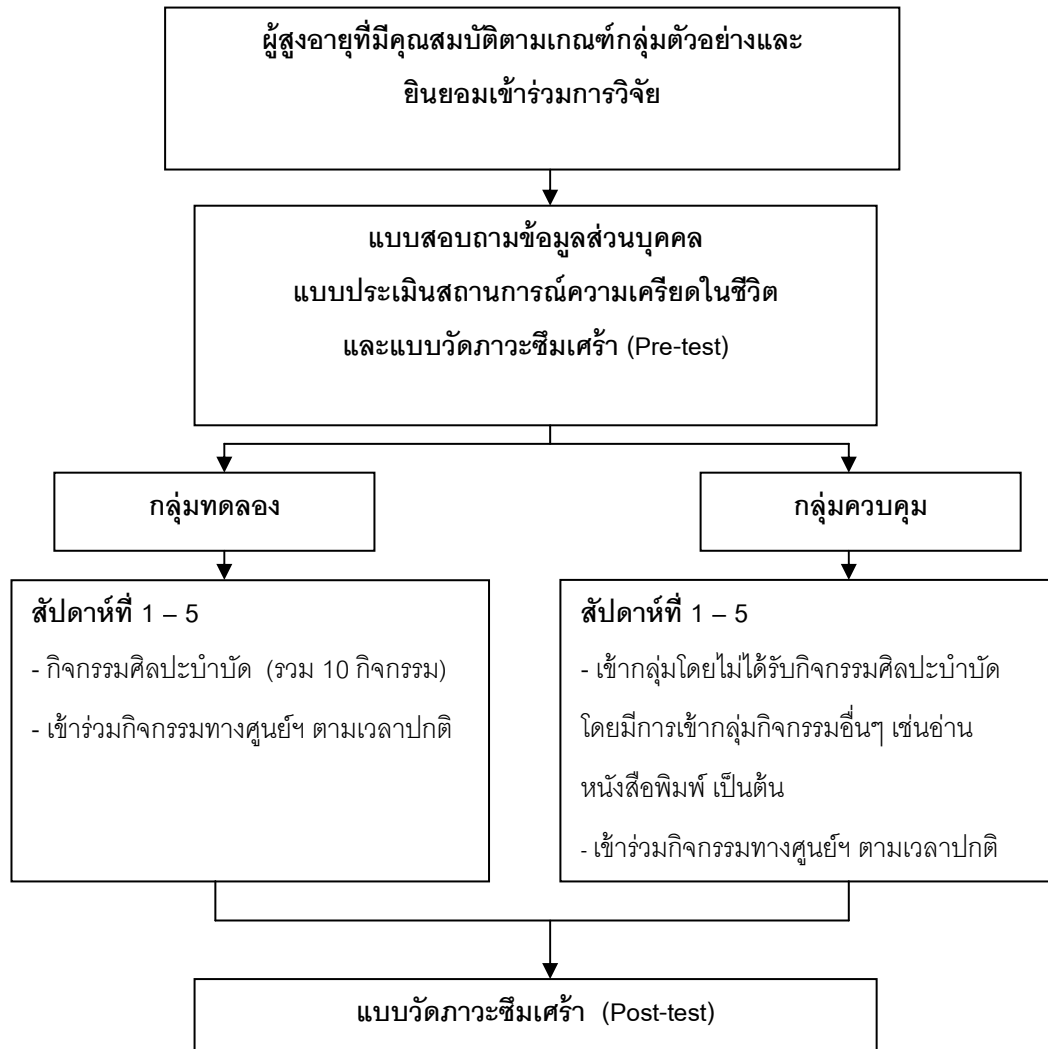 ผู้สูงอายุที่มีคุณสมบัติตามเกณฑ์กลุ่มตัวอย่างและ
ยินยอมเข้าร่วมการวิจัย
แบบสอบถามข้อมูลส่วนบุคคล
แบบประเมินสถานการณ์ความเครียดในชีวิต
และแบบวัดภาวะซึมเศร้า (Pre-test)
กลุ่มทดลอง
กลุ่มควบคุม
สัปดาห์ที่ 1 – 5
- กิจกรรมศิลปะบำบัด (รวม 10 กิจกรรม)
- เข้าร่วมกิจกรรมทางศูนย์ฯ ตามเวลาปกติ
สัปดาห์ที่ 1 – 5
- เข้ากลุ่มโดยไม่ได้รับกิจกรรมศิลปะบำบัด
โดยมีการเข้ากลุ่มกิจกรรมอื่นๆ เช่นอ่าน
หนังสือพิมพ์ เป็นต้น
- เข้าร่วมกิจกรรมทางศูนย์ฯ ตามเวลาปกติ
แบบวัดภาวะซึมเศร้า (Post-test)